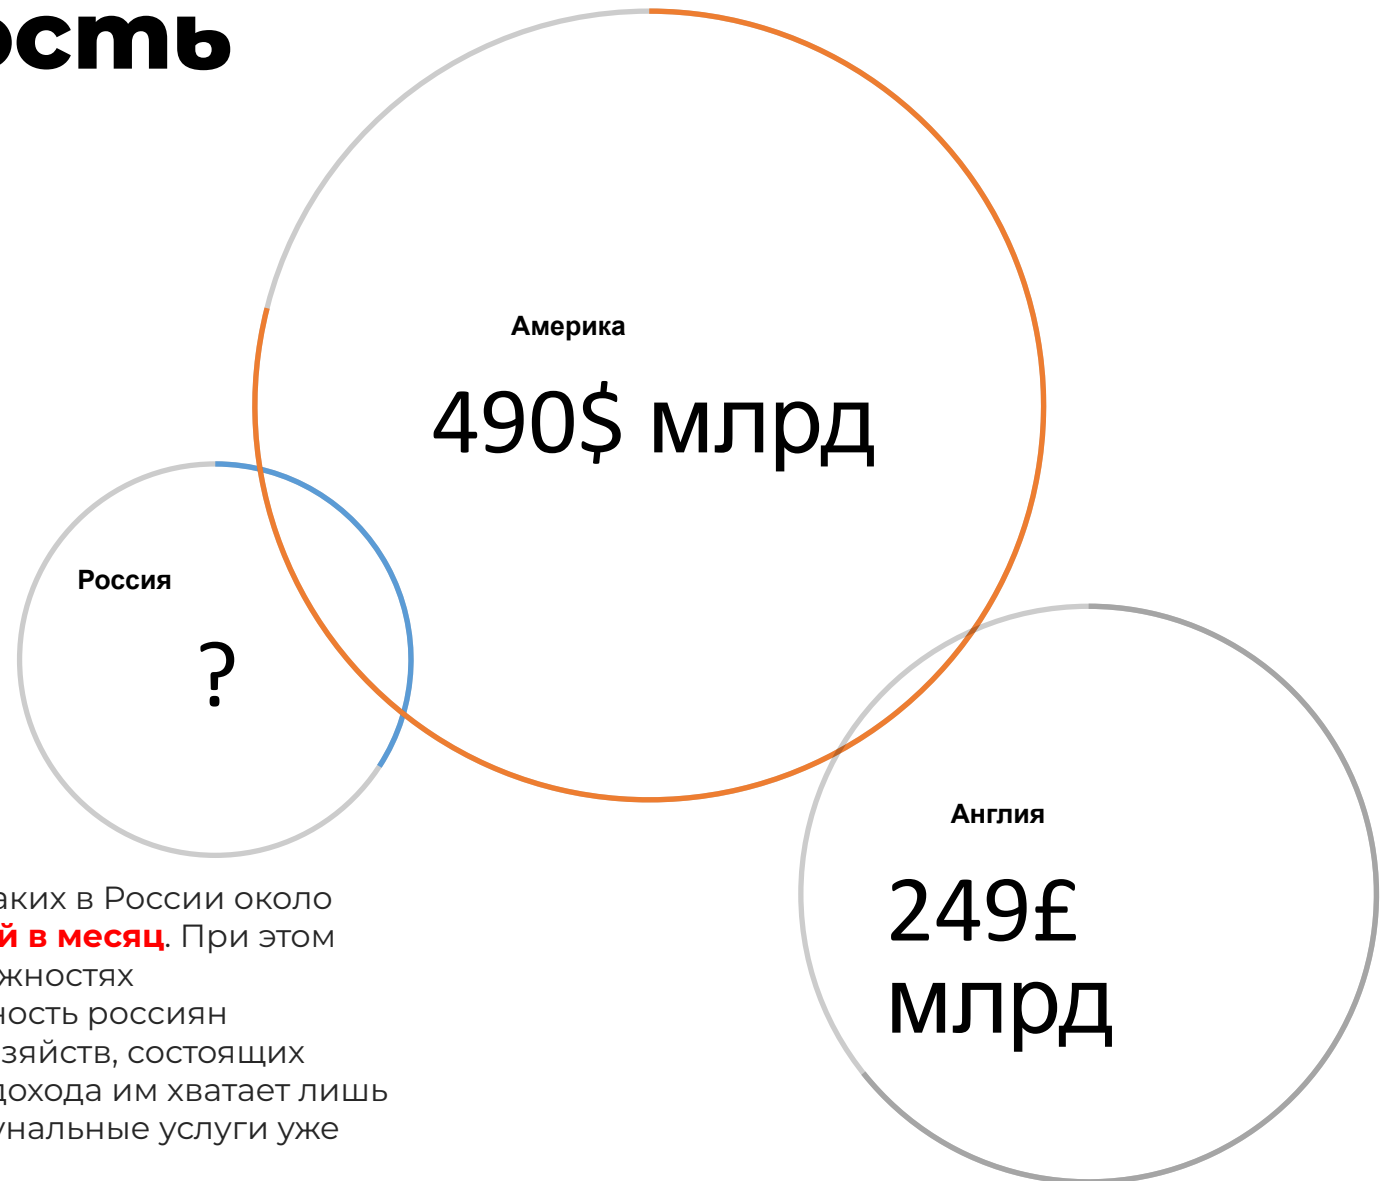 ость
Америка
490$ млрд
Россия
?
Англия
249£
млрд
аких в России около
й в месяц. При этом
жностях
ность россиян
зяйств, состоящих
дохода им хватает лишь
унальные услуги уже